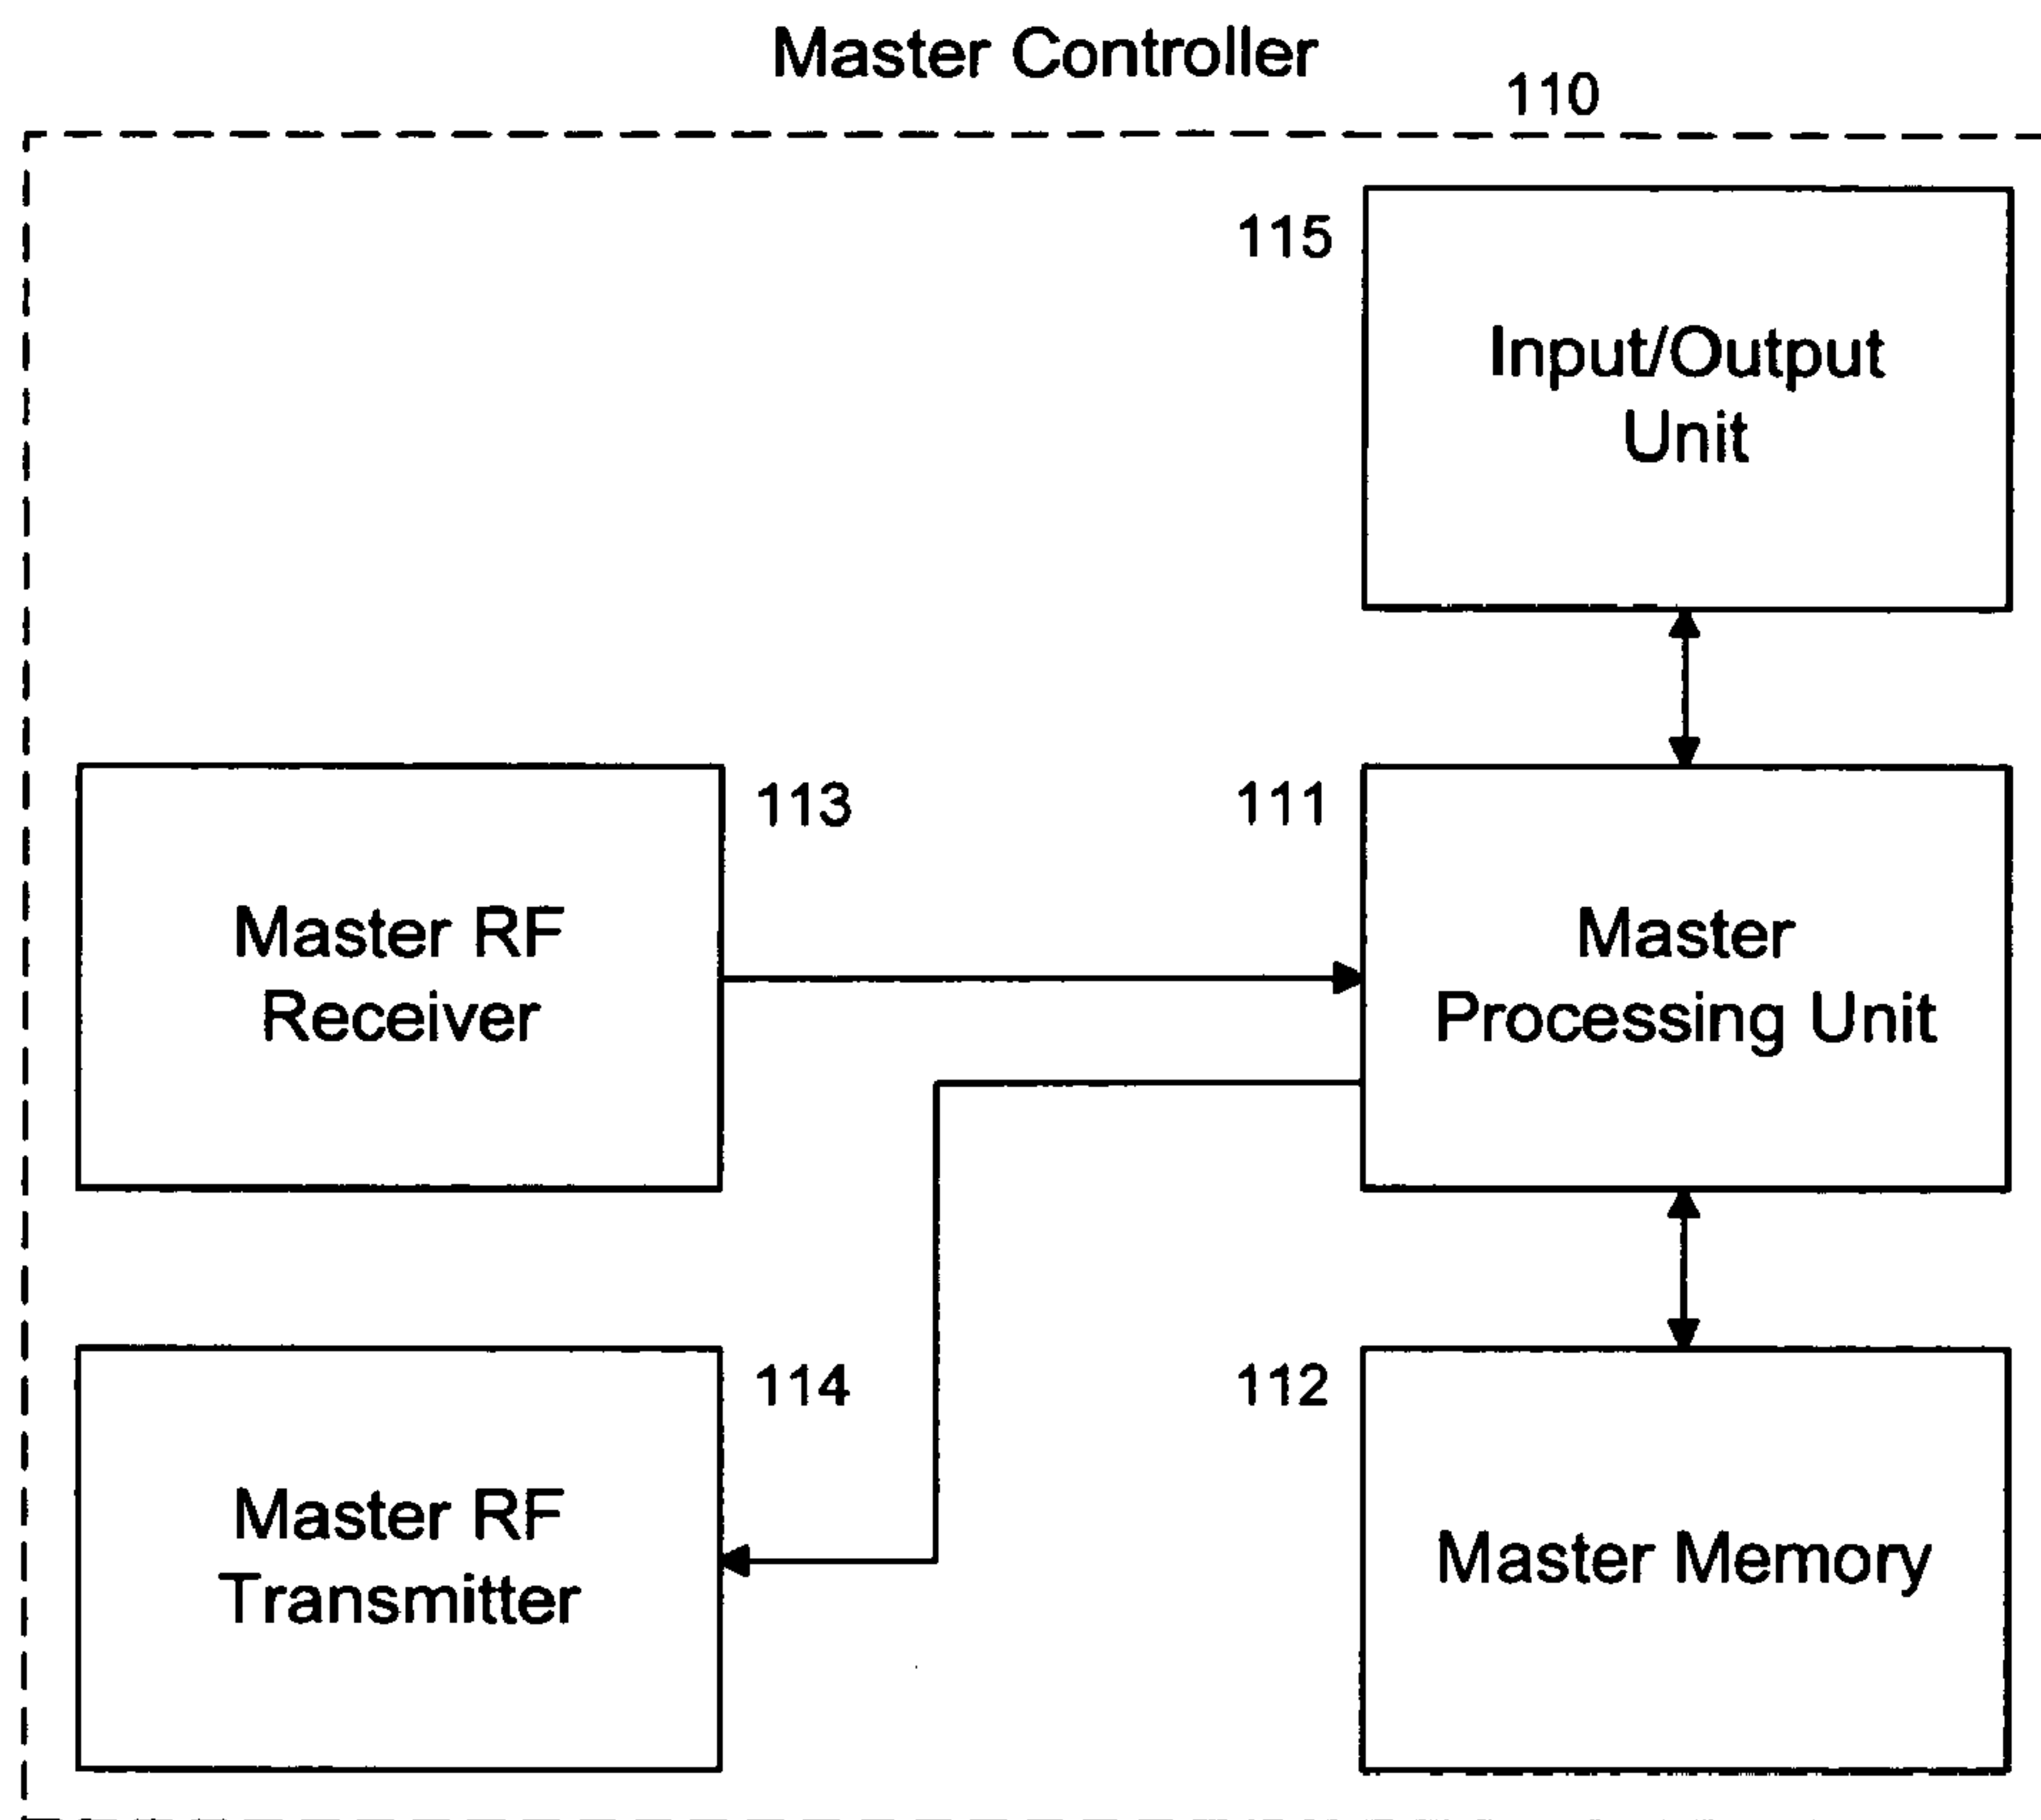 Master Controller
110
115
Input/Output
Unit
113
111
Master RF
Receiver
Master
Processing Unit
114
112
Master RF
Transmitter
Master Memory